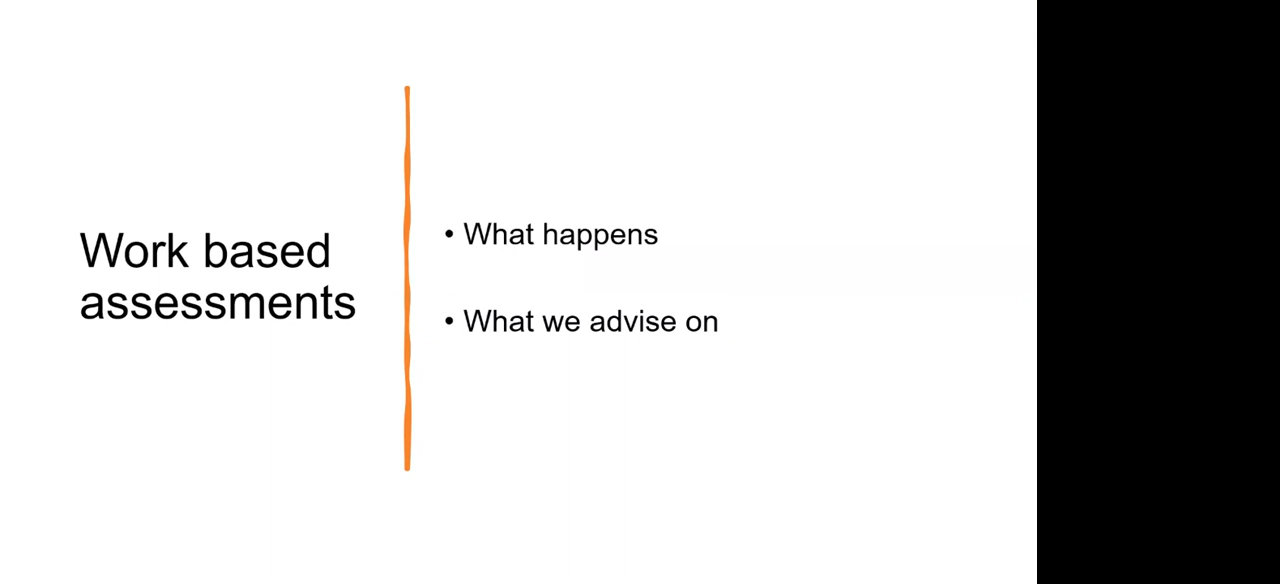 Work based
assessments
• What happens
• What we advise on